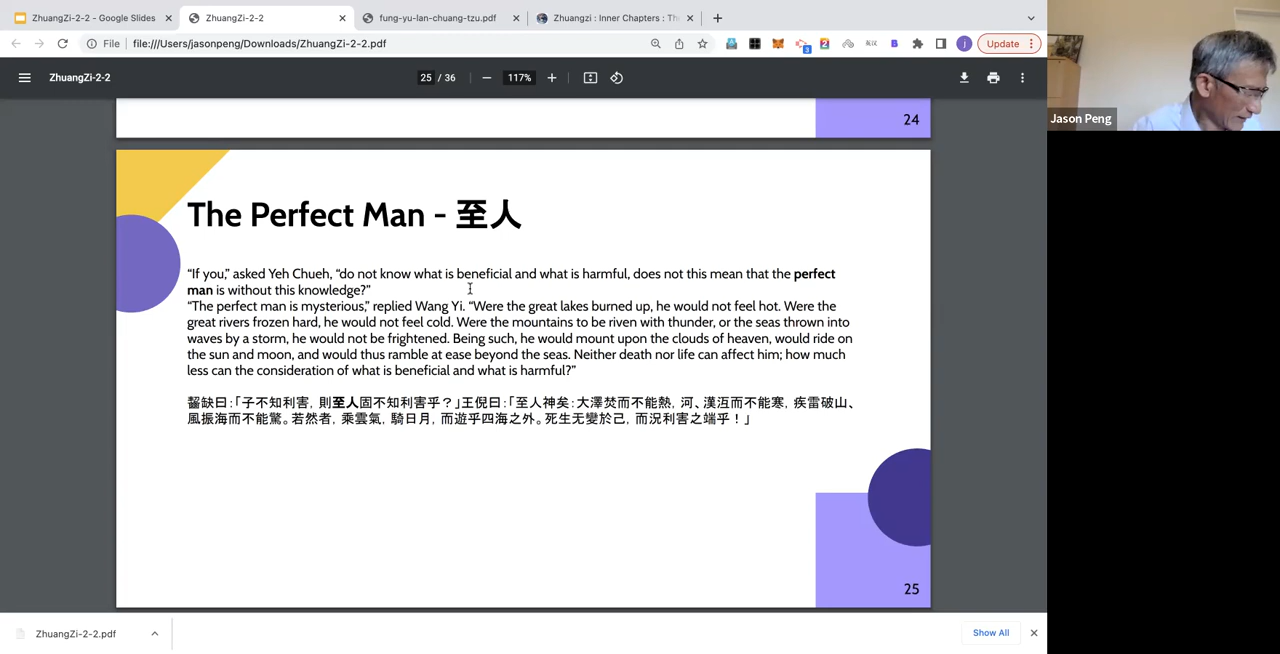 ZhuangZi-2-2 - Google Slides
ZhuangZi-2-2
fung-yu-lan-chuang-tzu.pdf
Zhuangzi : Inner Chapters : Th
File file:///Users/jasonpeng/Downloads/ZhuangZi-2-2.pdf
Update
ZhuangZi-2-2
25 / 36
117%
Jason Peng
24
The Perfect Man - 至人
“If you,” asked Yeh Chueh, “do not know what is beneficial and what is harmful, does not this mean that the perfect
man is without this knowledge?”
“The perfect man is mysterious,” replied Wang Yi. “Were the great lakes burned up, he would not feel hot. Were the
great rivers frozen hard, he would not feel cold. Were the mountains to be riven with thunder, or the seas thrown into
waves by a storm, he would not be frightened. Being such, he would mount upon the clouds of heaven, would ride on
the sun and moon, and would thus ramble at ease beyond the seas. Neither death nor life can affect him; how much
less can the consideration of what is beneficial and what is harmful?”
齧缺曰：「子不知利害，則至人固不知利害乎？」王倪曰：「至人神矣：大澤焚而不能熱，河、漢沍而不能寒，疾雷破山、
風振海而不能驚。若然者，乘雲氣，騎日月，而遊乎四海之外。死生无變於己，而況利害之端乎！」
25
ZhuangZi-2-2.pdf
Show All